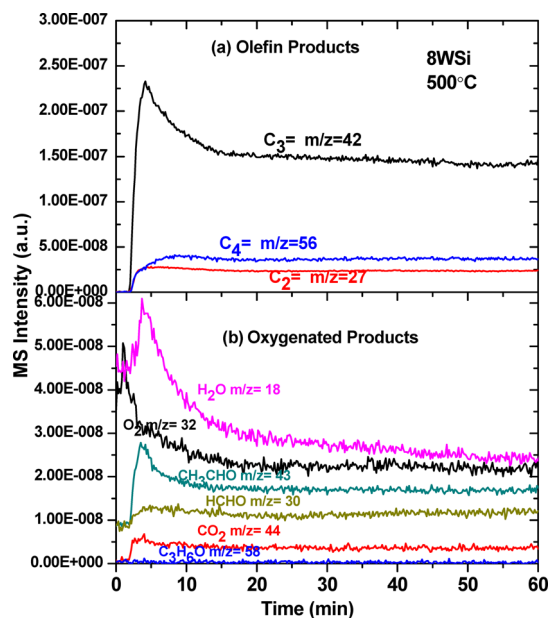 3.00E-007
(a) Olefin Products
8WSi
500°C
2.50E-007
2.00E-007
C3= m/z=42
1.50E-007
1.00E-007
5.00E-008
C4= m/z=56
C2= m/z=27
0.00E+000
MS Intensity (a.u.)
6.00E-008
(b) Oxygenated Products
5.00E-008
H2O m/z= 18
4.00E-008
O2 m/z= 32
3.00E-008
CH3CHO m/z= 43
2.00E-008
HCHO m/z= 30
1.00E-008
CO2 m/z= 44
C3H6O m/z= 58
0.00E+000
0 10 20 30 40 50 60
Time (min)